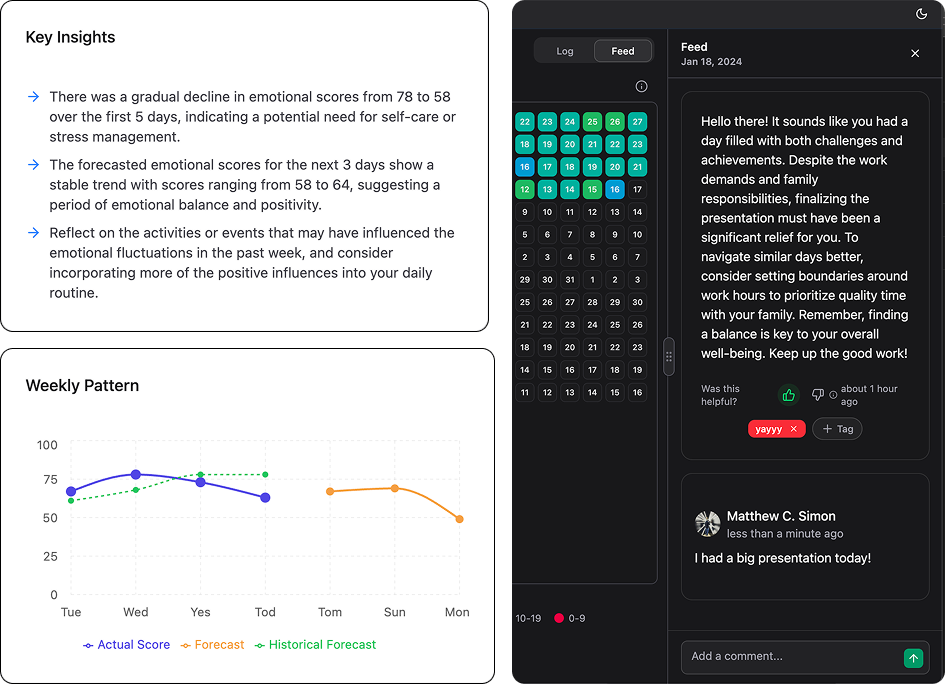 Key Insights
There was a gradual decline in emotional scores from 78 to 58
over the first 5 days, indicating a potential need for self-care or
stress management.
The forecasted emotional scores for the next 3 days show a
stable trend with scores ranging from 58 to 64, suggesting a
period of emotional balance and positivity.
Reflect on the activities or events that may have influenced the
emotional fluctuations in the past week, and consider
incorporating more of the positive influences into your daily
routine.
Weekly Pattern
100
75
50
25
0
Tue Wed Yes Tod Tom Sun Mon
Actual Score Forecast Historical Forecast
Log Feed
22 23 24 25 26 27
18 19 20 21 22 23
16 17 18 19 20 21
12 13 14 15 16 17
9 10 11 12 13 14
5 6 7 8 9 10
2 3 4 5 6 7
29 30 31 1 2 3
25 26 27 28 29 30
21 22 23 24 25 26
18 19 20 21 22 23
14 15 16 17 18 19
11 12 13 14 15 16
10-19 0-9
Feed
Jan 18, 2024
Hello there! It sounds like you had a
day filled with both challenges and
achievements. Despite the work
demands and family
responsibilities, finalizing the
presentation must have been a
significant relief for you. To
navigate similar days better,
consider setting boundaries around
work hours to prioritize quality time
with your family. Remember, finding
a balance is key to your overall
well-being. Keep up the good work!
Was this
helpful?
about 1 hour
ago
yayyy × + Tag
Matthew C. Simon
less than a minute ago
I had a big presentation today!
Add a comment...